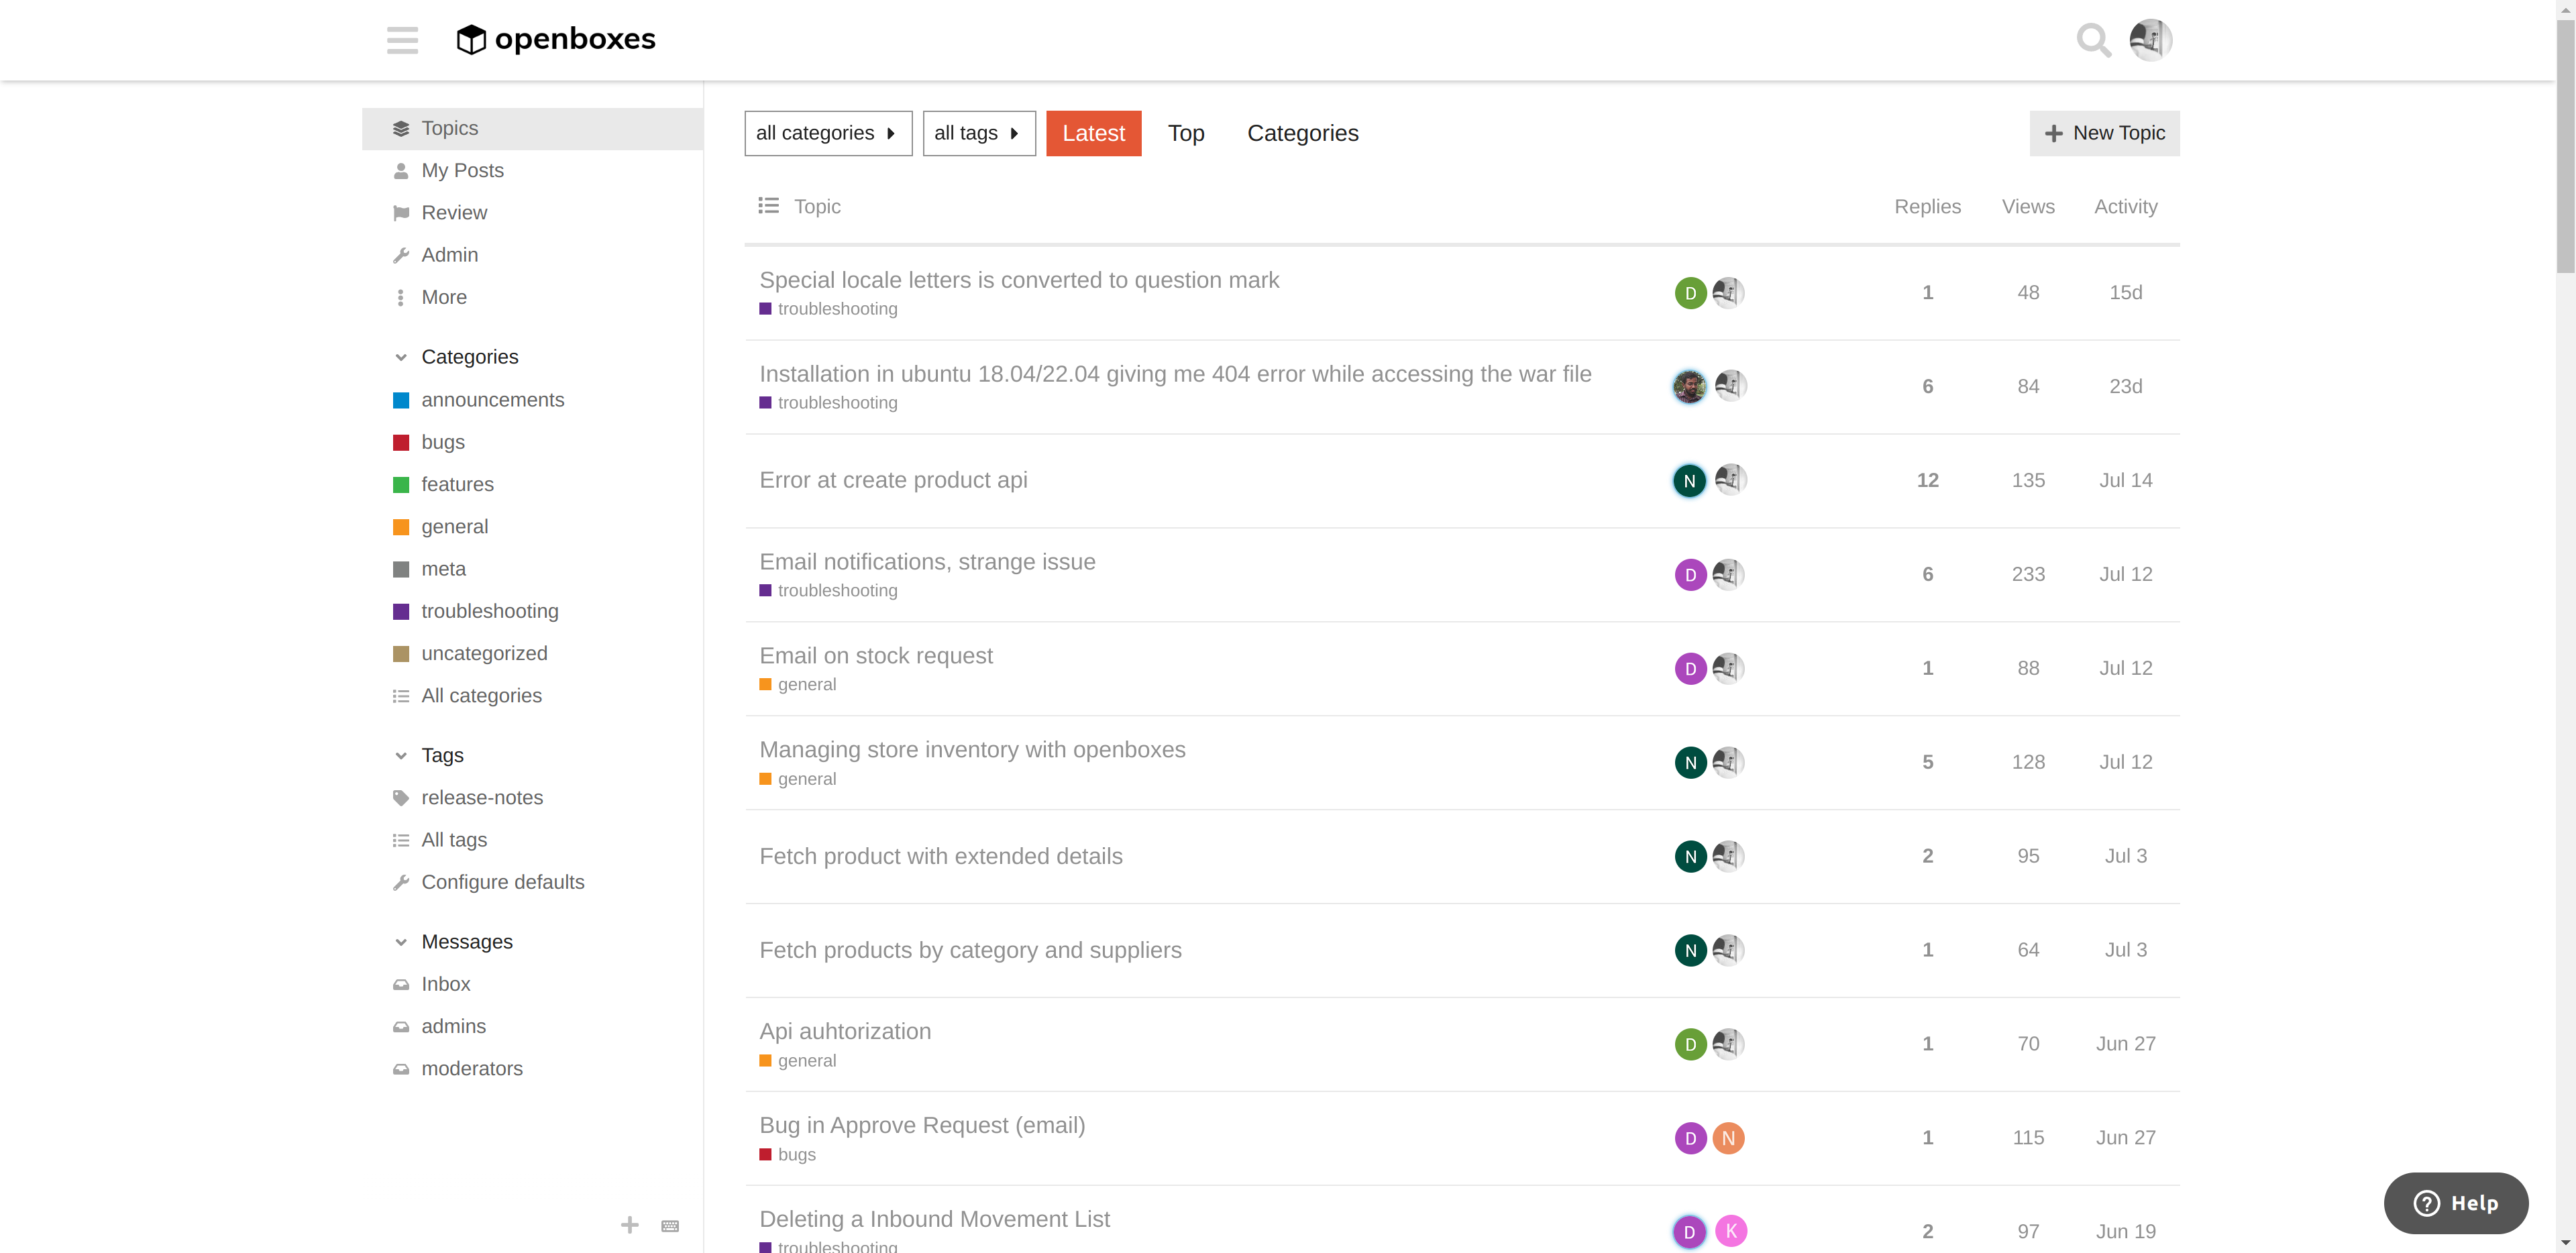 openboxes
Topics
My Posts
Review
Admin
More
Categories
announcements
bugs
features
general
meta
troubleshooting
uncategorized
All categories
Tags
release-notes
All tags
Configure defaults
Messages
Inbox
admins
moderators
all categories all tags Latest Top Categories New Topic
Topic Replies Views Activity
Special locale letters is converted to question mark D 1 48 15d
troubleshooting
Installation in ubuntu 18.04/22.04 giving me 404 error while accessing the war file 6 84 23d
troubleshooting
Error at create product api N 12 135 Jul 14
Email notifications, strange issue D 6 233 Jul 12
troubleshooting
Email on stock request D 1 88 Jul 12
general
Managing store inventory with openboxes N 5 128 Jul 12
general
Fetch product with extended details N 2 95 Jul 3
Fetch products by category and suppliers N 1 64 Jul 3
Api auhtorization D 1 70 Jun 27
general
Bug in Approve Request (email) D N 1 115 Jun 27
bugs
Deleting a Inbound Movement List D K 2 97 Jun 19
troubleshooting
? Help